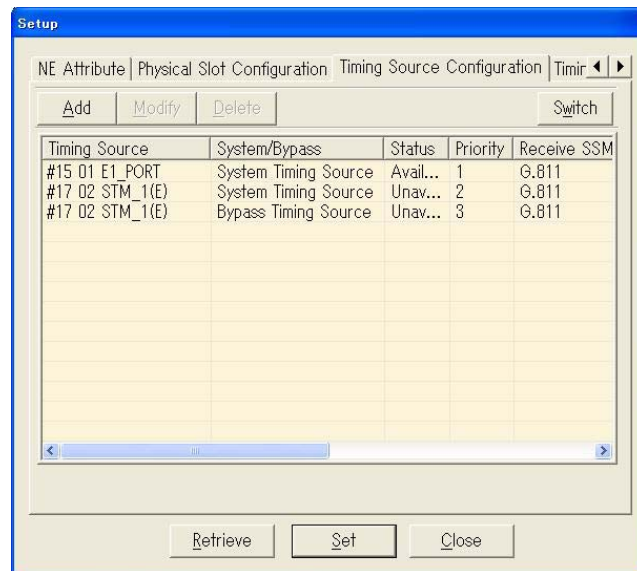 Setup
NE Attribute Physical Slot Configuration Timing Source Configuration Timir
Add Modify Delete Switch
Timing Source System/Bypass Status Priority Receive SSM
#15 01 E1_PORT System Timing Source Avail... 1 G.811
#17 02 STM_1(E) System Timing Source Unav... 2 G.811
#17 02 STM_1(E) Bypass Timing Source Unav... 3 G.811
Retrieve Set Close